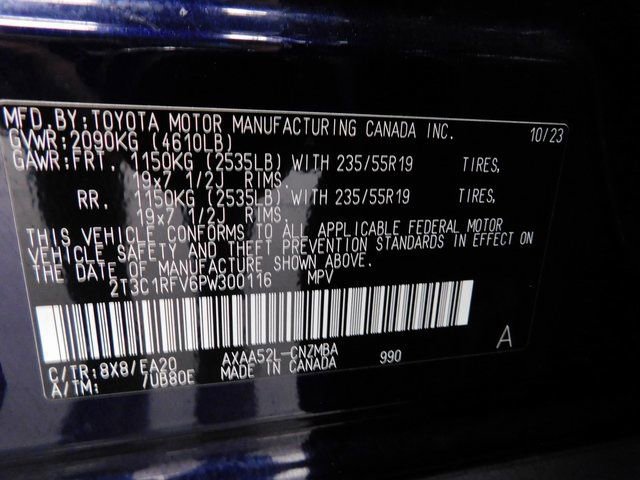 MFD.BY:TOYOTA MOTOR MANUFACTURING CANADA INC. 10/23
GVWR:2090KG (4610LB)
GAWR:FRT. 1150KG (2535LB) WITH 235/55R19 TIRES,
19x7 1/2J RIMS.
RR. 1150KG (2535LB) WITH 235/55R19 TIRES,
19x7 1/2J RIMS.
THIS VEHICLE CONFORMS TO ALL APPLICABLE FEDERAL MOTOR
VEHICLE SAFETY AND THEFT PREVENTION STANDARDS IN EFFECT ON
THE DATE OF MANUFACTURE SHOWN ABOVE.
2T3C1RFV6PW300116 MPV
C/TR:8X8/EA20 AXAA52L-CNZMBA 990 A
A/TM: 7UB80E MADE IN CANADA